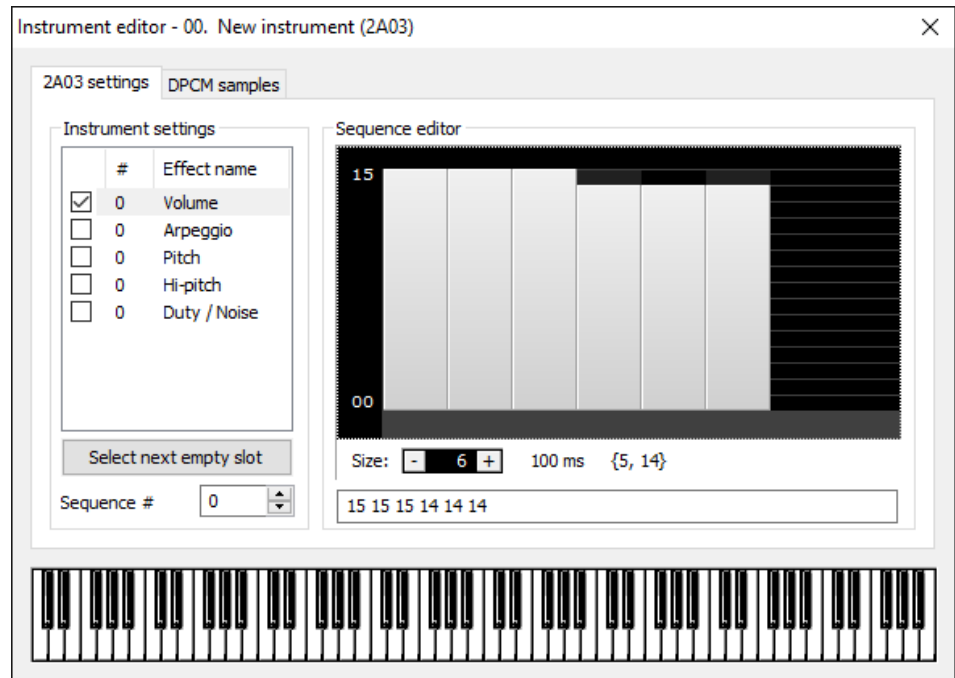 Instrument editor - 00. New instrument (2A03)
2A03 settings
DPCM samples
Instrument settings
# Effect name
0 Volume
0 Arpeggio
0 Pitch
0 Hi-pitch
0 Duty / Noise
Select next empty slot
Sequence # 0
Sequence editor
15
00
Size: - 6 + 100 ms {5, 14}
15 15 15 14 14 14